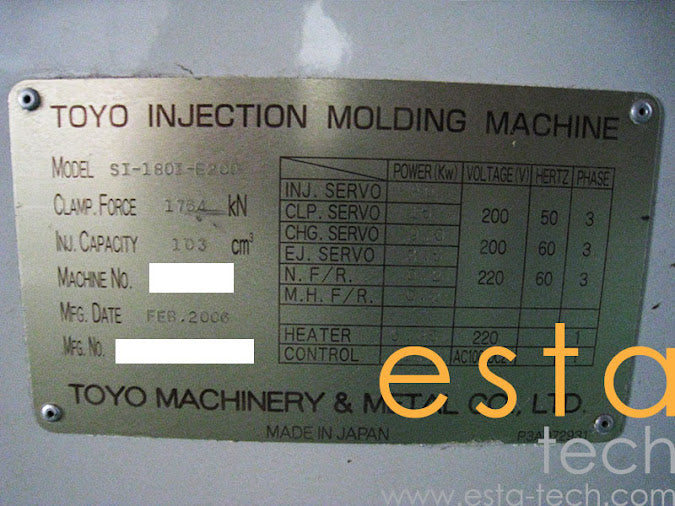 TOYO INJECTION MOLDING MACHINE
MODEL SI-180I-E200
CLAMP. FORCE 1764 kN
INJ. CAPACITY 103 cm³
MACHINE NO.
MFG. DATE FEB.2006
MFG. NO.
POWER (Kw) VOLTAGE (V) HERTZ PHASE
INJ. SERVO
CLP. SERVO 200 50 3
CHG. SERVO
EJ. SERVO 200 60 3
N. F/R. 220 60 3
M.H. F/R.
HEATER 220 1
CONTROL
TOYO MACHINERY & METAL CO., LTD.
MADE IN JAPAN
esta
tech
www.esta-tech.com